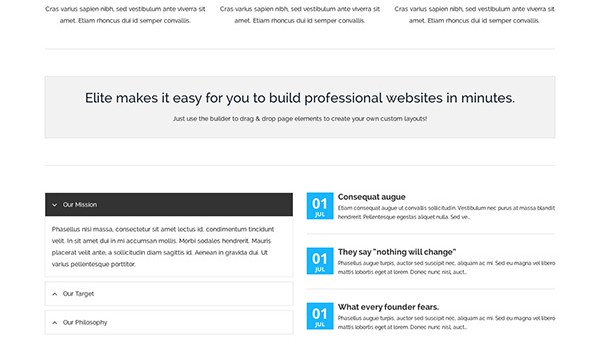 Cras varius sapien nibh, sed vestibulum ante viverra sit
amet. Etiam rhoncus dui id semper convallis.
Cras varius sapien nibh, sed vestibulum ante viverra sit
amet. Etiam rhoncus dui id semper convallis.
Cras varius sapien nibh, sed vestibulum ante viverra sit
amet. Etiam rhoncus dui id semper convallis.
Elite makes it easy for you to build professional websites in minutes.
Just use the builder to drag & drop page elements to create your own custom layouts!
Our Mission
Phasellus nisi massa, consectetur sit amet lectus id, condimentum tincidunt
velit. In sit amet dui in mi accumsan mollis. Morbi sodales hendrerit. Mauris
placerat velit ante, a sollicitudin diam sagittis id. Aenean in gravida dui. Ut
varius pellentesque porttitor.
Our Target
Our Philosophy
01
JUL
Consequat augue
Etiam consequat augue ut convallis sollicitudin. Vestibulum nec purus at massa blandit
hendrerit. Pellentesque egestas aliquet nulla. Sed ve...
01
JUL
They say "nothing will change"
Phasellus augue turpis, auctor sed suscipit nec, aliquam ac mi. Sed eu magna vel libero
mattis lobortis eget at lorem. Donec nunc nisl, auct...
01
JUL
What every founder fears.
Phasellus augue turpis, auctor sed suscipit nec, aliquam ac mi. Sed eu magna vel libero
mattis lobortis eget at lorem. Donec nunc nisl, auct...